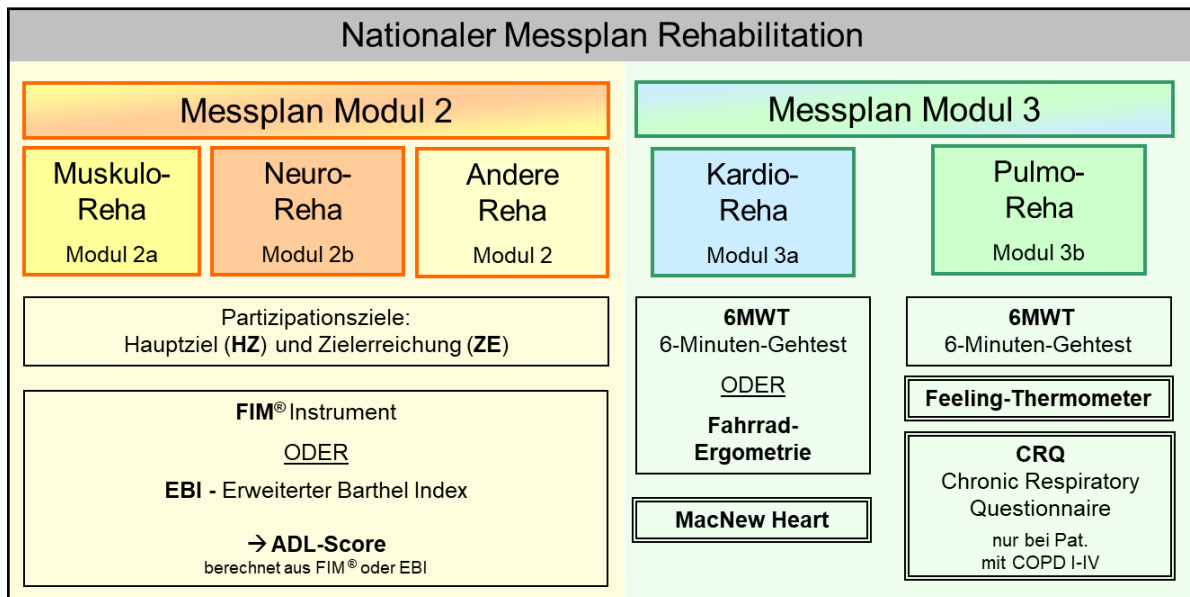 Nationaler Messplan Rehabilitation
Messplan Modul 2
Muskulo-
Reha
Modul 2a
Neuro-
Reha
Modul 2b
Andere
Reha
Modul 2
Partizipationsziele:
Hauptziel (HZ) und Zielerreichung (ZE)
FIM® Instrument
ODER
EBI - Erweiterter Barthel Index
→ ADL-Score
berechnet aus FIM® oder EBI
Messplan Modul 3
Kardio-
Reha
Modul 3a
Pulmo-
Reha
Modul 3b
6MWT
6-Minuten-Gehtest
ODER
Fahrrad-
Ergometrie
MacNew Heart
6MWT
6-Minuten-Gehtest
Feeling-Thermometer
CRQ
Chronic Respiratory
Questionnaire
nur bei Pat.
mit COPD I-IV